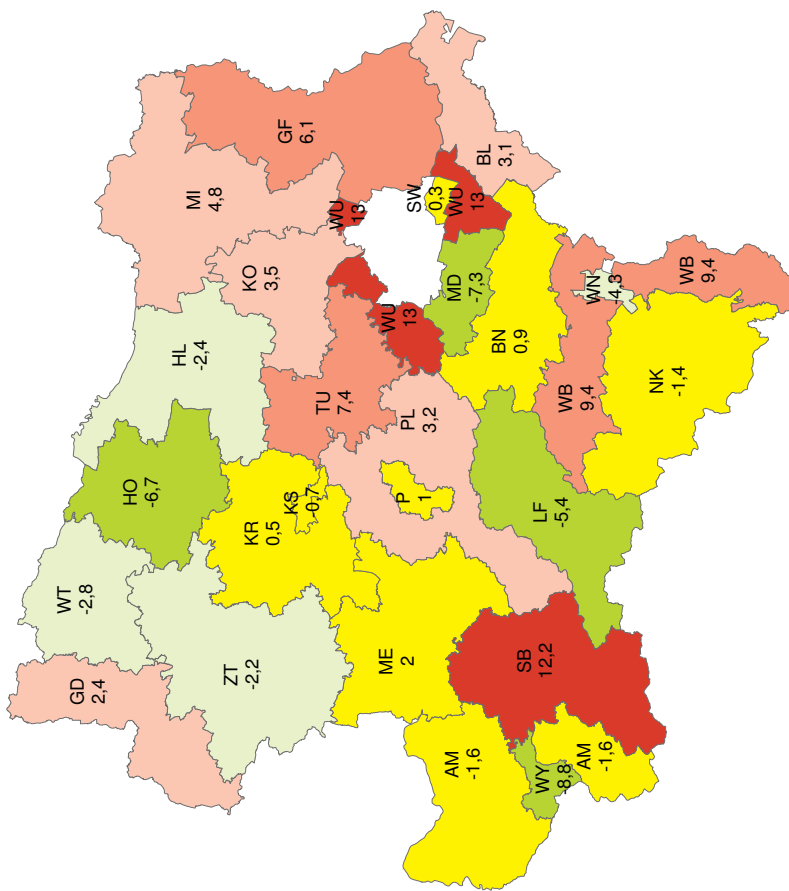 GD
2,4
WT
-2,8
HO
-6,7
HL
-2,4
MI
4,8
GF
6,1
ZT
-2,2
KR
0,5
KS
-0,7
KO
3,5
TU
7,4
WU
13
ME
2
P
1
PL
3,2
WU
13
SW
0,3
WU
13
BL
3,1
MD
-7,3
BN
0,9
AM
-1,6
SB
12,2
LF
-5,4
WB
9,4
WN
-4,3
WB
9,4
NK
-1,4
WY
-8,8
AM
-1,6